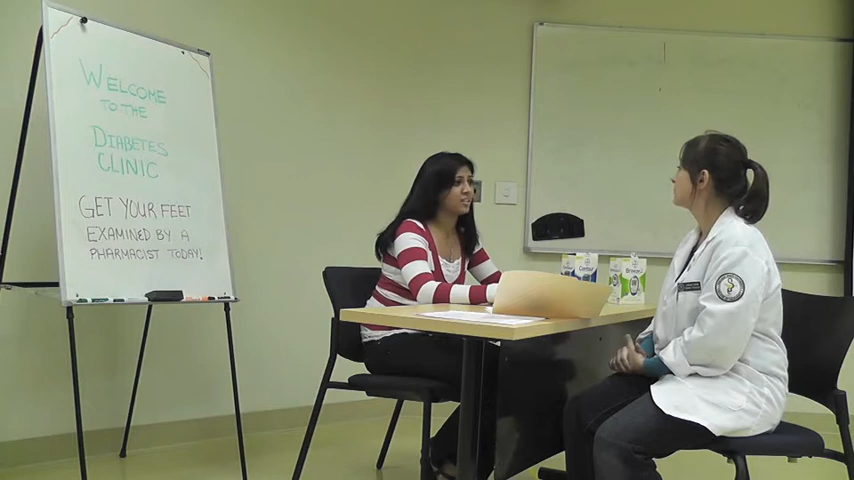 WELCOME
TO THE
DIABETES
CLINIC
GET YOUR FEET
EXAMINED BY A
PHARMACIST TODAY!